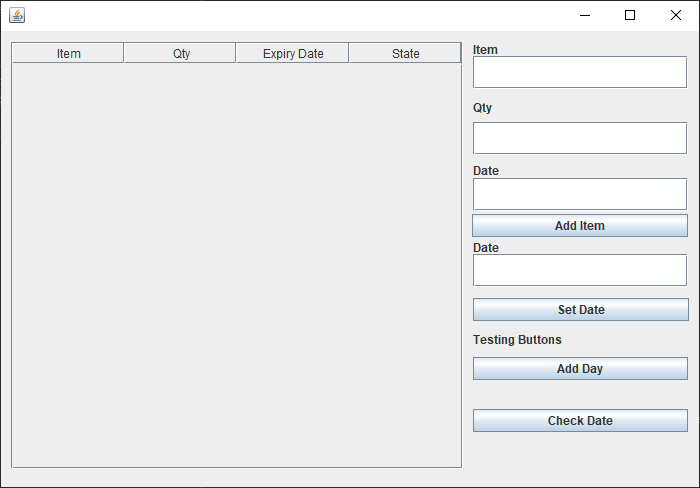 Item Qty Expiry Date State
Item
Qty
Date
Add Item
Date
Set Date
Testing Buttons
Add Day
Check Date